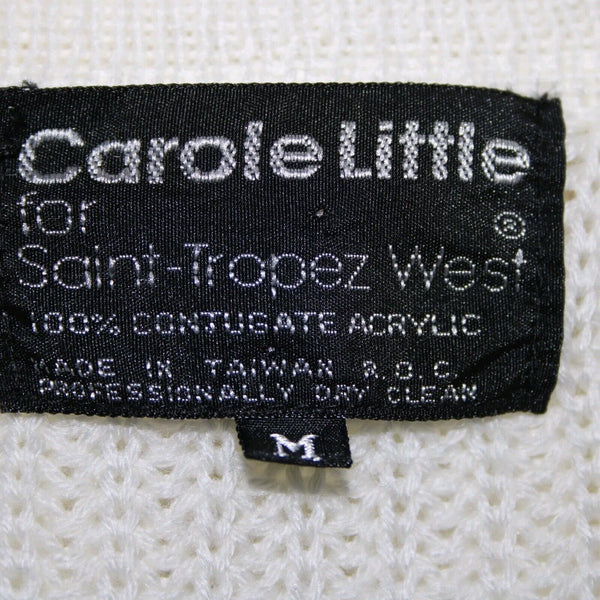 Carole Little
for
Saint-Tropez West ®
100% CONTUGATE ACRYLIC
MADE IN TAIWAN R.O.C.
PROFESSIONALLY DRY CLEAN
M